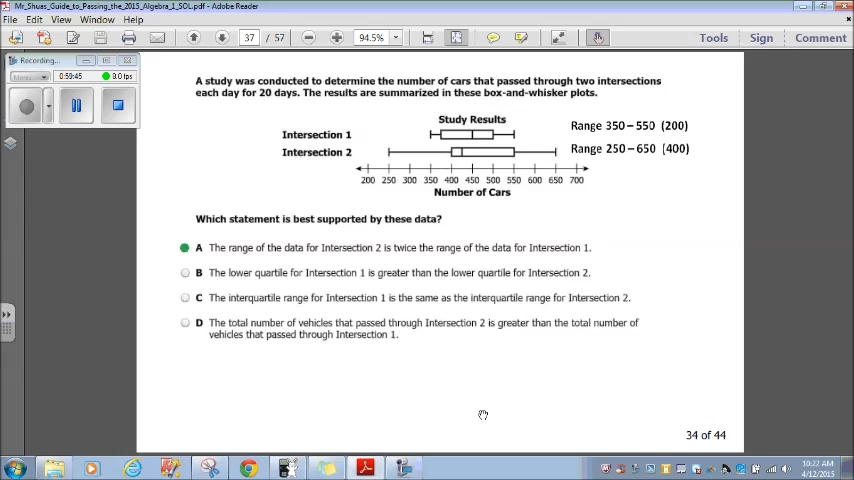 Mr_Shuas_Guide_to_Passing_the_2015_Algebra_1_SOL.pdf - Adobe Reader
File Edit View Window Help
37 / 57 94.5% Tools Sign Comment
Recording...
Menu 0:59:45 8.0 fps
A study was conducted to determine the number of cars that passed through two intersections
each day for 20 days. The results are summarized in these box-and-whisker plots.
Study Results
Intersection 1 Range 350 – 550 (200)
Intersection 2 Range 250 – 650 (400)
200 250 300 350 400 450 500 550 600 650 700
Number of Cars
Which statement is best supported by these data?
A The range of the data for Intersection 2 is twice the range of the data for Intersection 1.
B The lower quartile for Intersection 1 is greater than the lower quartile for Intersection 2.
C The interquartile range for Intersection 1 is the same as the interquartile range for Intersection 2.
D The total number of vehicles that passed through Intersection 2 is greater than the total number of
vehicles that passed through Intersection 1.
34 of 44
10:22 AM
4/12/2015